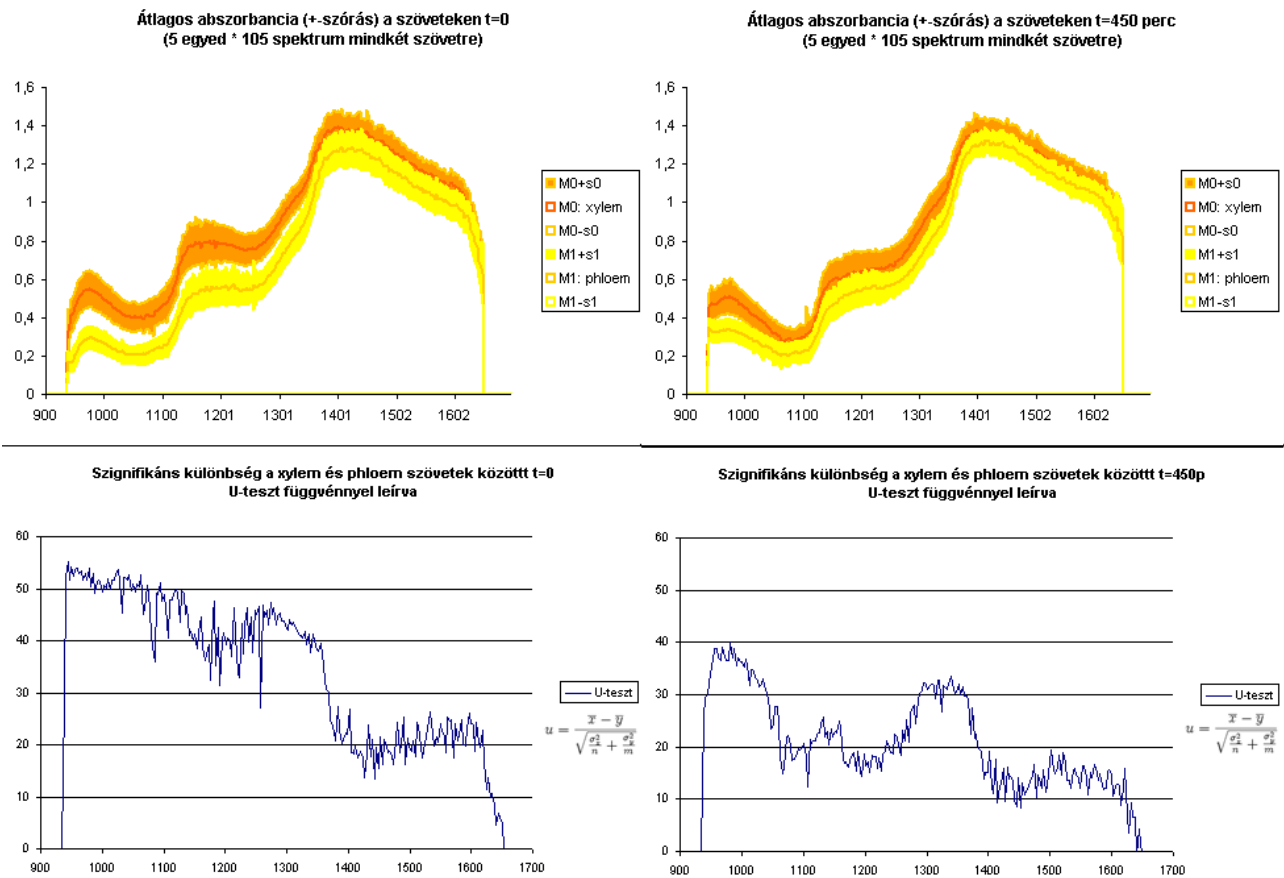 Átlagos abszorbancia (+-szórás) a szöveteken t=0
(5 egyed * 105 spektrum mindkét szövetre)
1,6
1,4
1,2
1
0,8
0,6
0,4
0,2
0
900 1000 1100 1201 1301 1401 1502 1602
M0+s0
M0: xylem
M0-s0
M1+s1
M1: phloem
M1-s1
Átlagos abszorbancia (+-szórás) a szöveteken t=450 perc
(5 egyed * 105 spektrum mindkét szövetre)
1,6
1,4
1,2
1
0,8
0,6
0,4
0,2
0
900 1000 1100 1201 1301 1401 1502 1602
M0+s0
M0: xylem
M0-s0
M1+s1
M1: phloem
M1-s1
Szignifikáns különbség a xylem és phloem szövetek közöttt t=0
U-teszt függvénnyel leírva
60
50
40
30
20
10
0
900 1000 1100 1200 1300 1400 1500 1600 1700
U-teszt
Szignifikáns különbség a xylem és phloem szövetek közöttt t=450p
U-teszt függvénnyel leírva
60
50
40
30
20
10
0
900 1000 1100 1200 1300 1400 1500 1600 1700
U-teszt